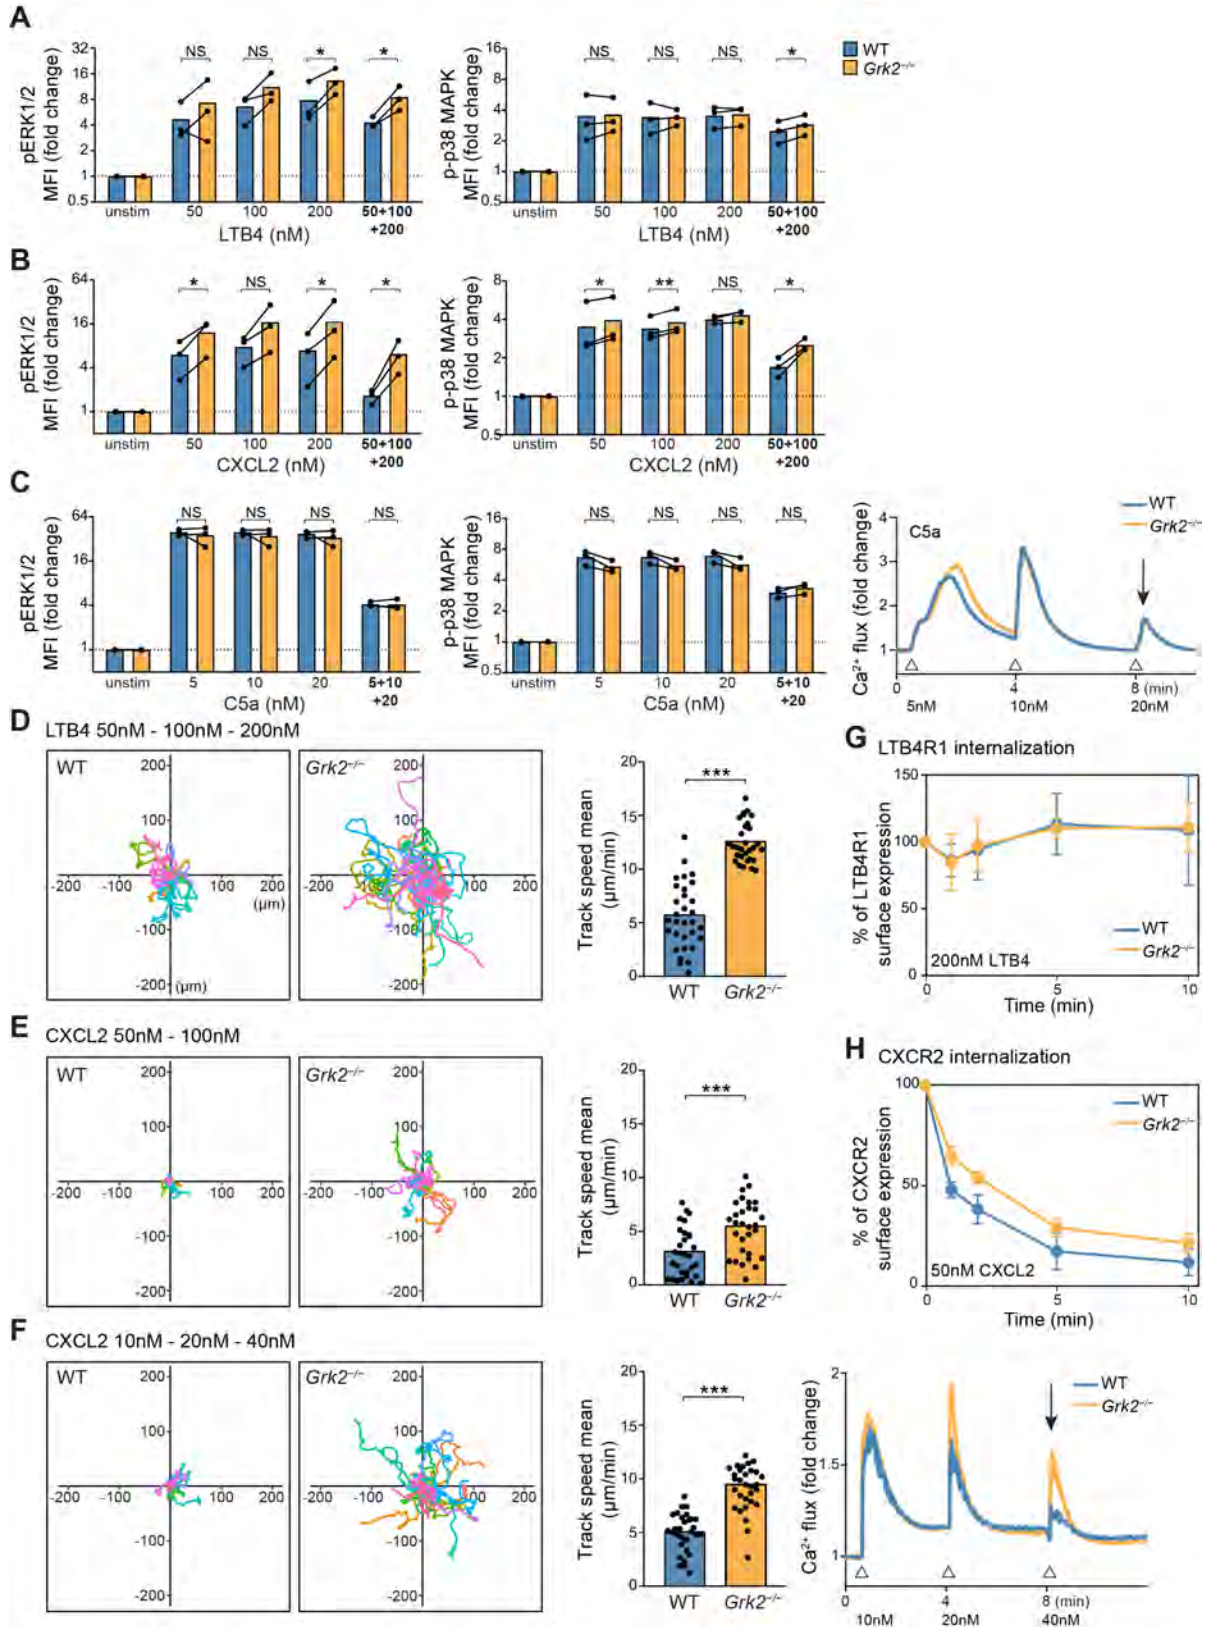 A
pERK1/2
MFI (fold change)
32
16
8
4
2
1
0.5
NS
NS
*
*
unstim
50
100
200
50+100
+200
LTB4 (nM)
p-p38 MAPK
MFI (fold change)
16
8
4
2
1
0.5
NS
NS
NS
*
unstim
50
100
200
50+100
+200
LTB4 (nM)
WT
Grk2−/−
B
pERK1/2
MFI (fold change)
64
16
4
1
*
NS
*
*
unstim
50
100
200
50+100
+200
CXCL2 (nM)
p-p38 MAPK
MFI (fold change)
8
4
2
1
0.5
*
**
NS
*
unstim
50
100
200
50+100
+200
CXCL2 (nM)
C
pERK1/2
MFI (fold change)
64
16
4
1
NS
NS
NS
NS
unstim
5
10
20
5+10
+20
C5a (nM)
p-p38 MAPK
MFI (fold change)
16
8
4
2
1
0.5
NS
NS
NS
NS
unstim
5
10
20
5+10
+20
C5a (nM)
WT
Grk2−/−
C5a
Ca²⁺ flux (fold change)
4
3
2
1
0
4
8 (min)
5nM
10nM
20nM
D LTB4 50nM - 100nM - 200nM
WT
200
100
-200
-100
100
200
(µm)
-100
-200
(µm)
Grk2−/−
200
100
-200
-100
100
200
-100
-200
Track speed mean
(µm/min)
20
15
10
5
0
***
WT
Grk2−/−
G LTB4R1 internalization
% of LTB4R1
surface expression
150
100
50
0
WT
Grk2−/−
200nM LTB4
0
5
10
Time (min)
E CXCL2 50nM - 100nM
WT
200
100
-200
-100
100
200
-100
-200
Grk2−/−
200
100
-200
-100
100
200
-100
-200
Track speed mean
(µm/min)
20
15
10
5
0
***
WT
Grk2−/−
H CXCR2 internalization
% of CXCR2
surface expression
100
50
0
WT
Grk2−/−
50nM CXCL2
0
5
10
Time (min)
F CXCL2 10nM - 20nM - 40nM
WT
200
100
-200
-100
100
200
-100
-200
Grk2−/−
200
100
-200
-100
100
200
-100
-200
Track speed mean
(µm/min)
20
15
10
5
0
***
WT
Grk2−/−
Ca²⁺ flux (fold change)
2
1.5
1
WT
Grk2−/−
0
4
8 (min)
10nM
20nM
40nM